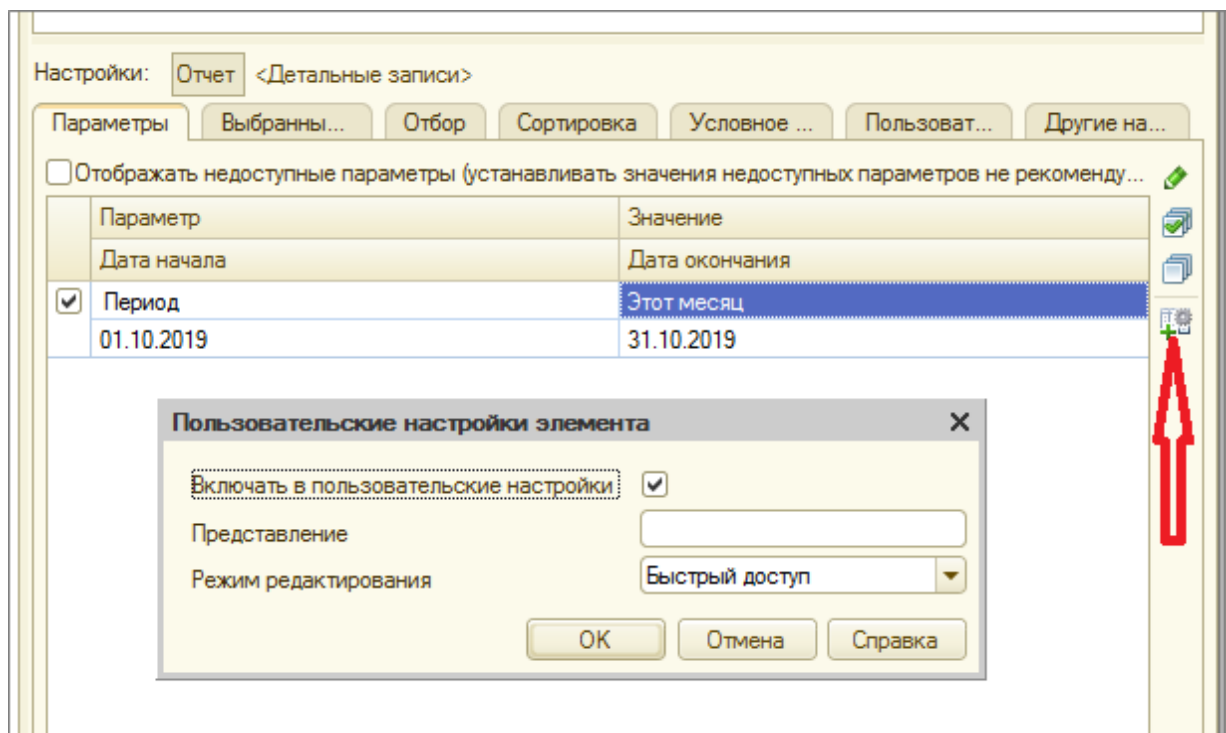 Настройки: Отчет <Детальные записи>
Параметры Выбранны... Отбор Сортировка Условное ... Пользоват... Другие на...
Отображать недоступные параметры (устанавливать значения недоступных параметров не рекоменду...
Параметр Значение
Дата начала Дата окончания
Период Этот месяц
01.10.2019 31.10.2019
Пользовательские настройки элемента
Включать в пользовательские настройки
Представление
Режим редактирования Быстрый доступ
OK Отмена Справка